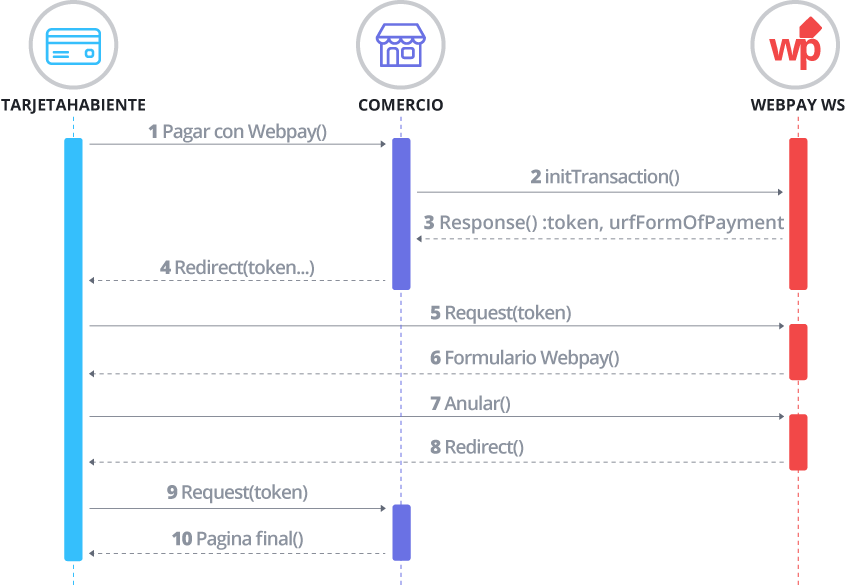 wp
TARJETAHABIENTE
COMERCIO
WEBPAY WS
1 Pagar con Webpay()
2 initTransaction()
3 Response() :token, urfFormOfPayment
4 Redirect(token...)
5 Request(token)
6 Formulario Webpay()
7 Anular()
8 Redirect()
9 Request(token)
10 Pagina final()